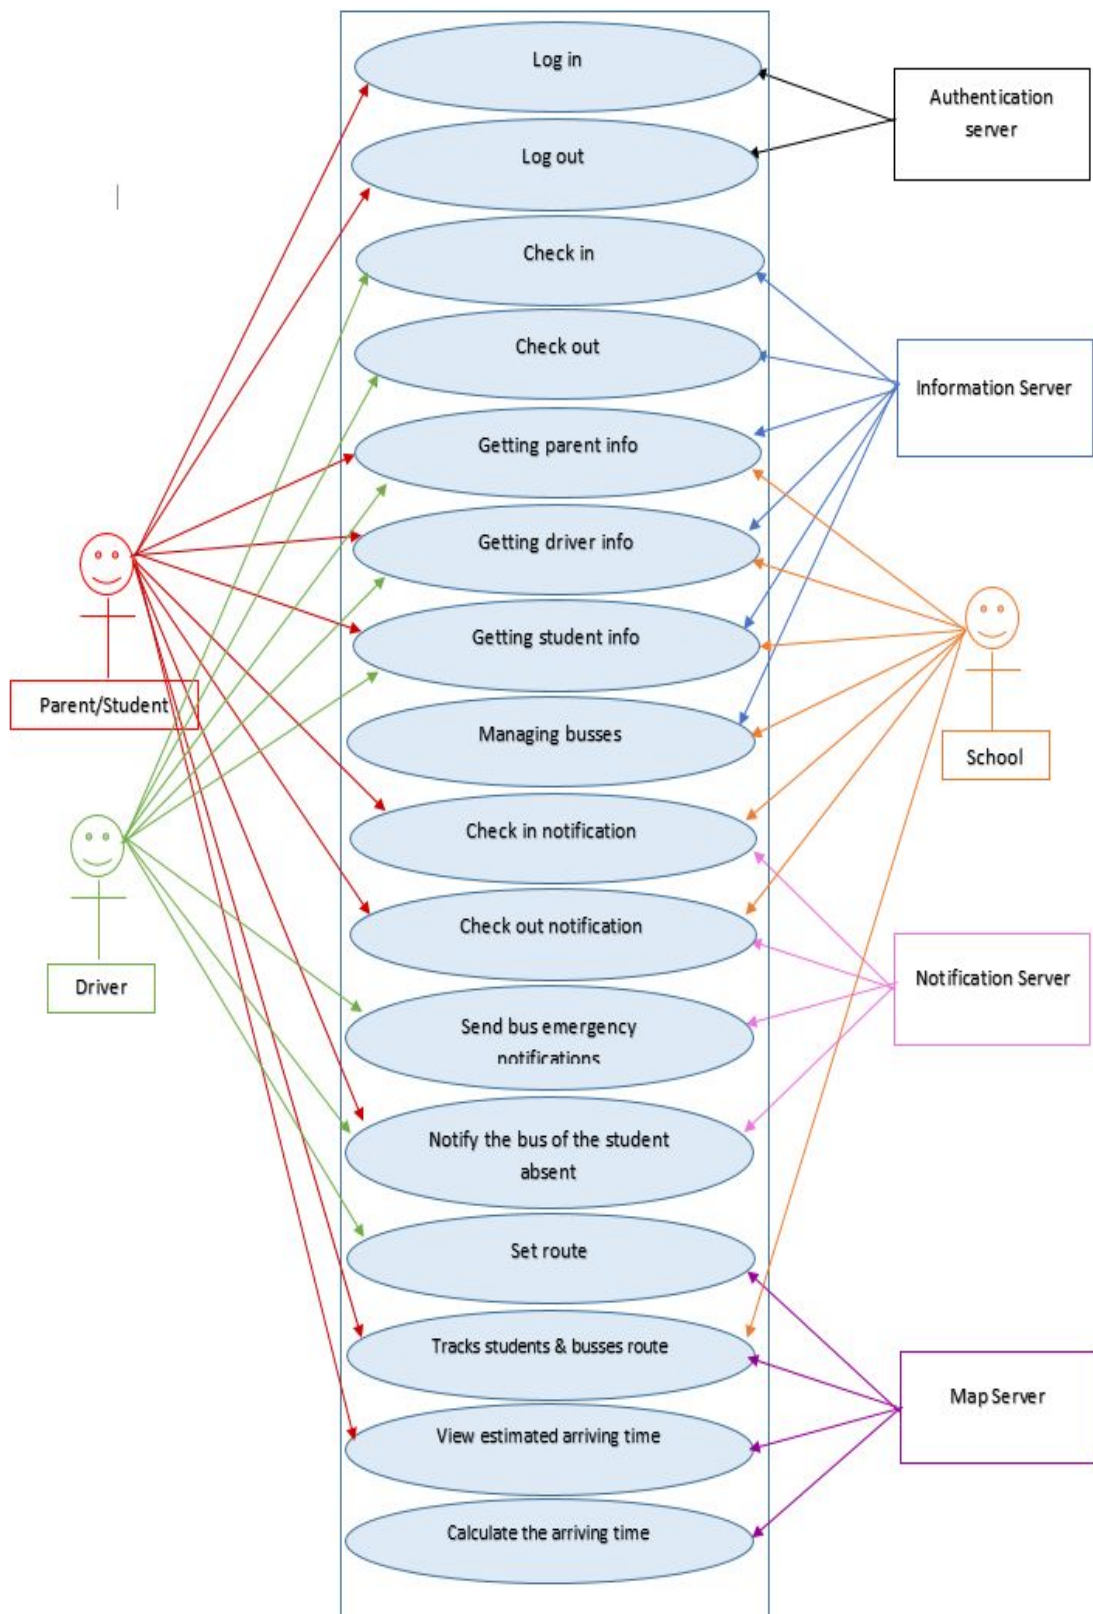 Log in
Authentication
server
Log out
Check in
Check out
Information Server
Getting parent info
Getting driver info
Getting student info
Parent/Student
Managing busses
School
Check in notification
Check out notification
Driver
Notification Server
Send bus emergency
notifications
Notify the bus of the student
absent
Set route
Tracks students & busses route
Map Server
View estimated arriving time
Calculate the arriving time